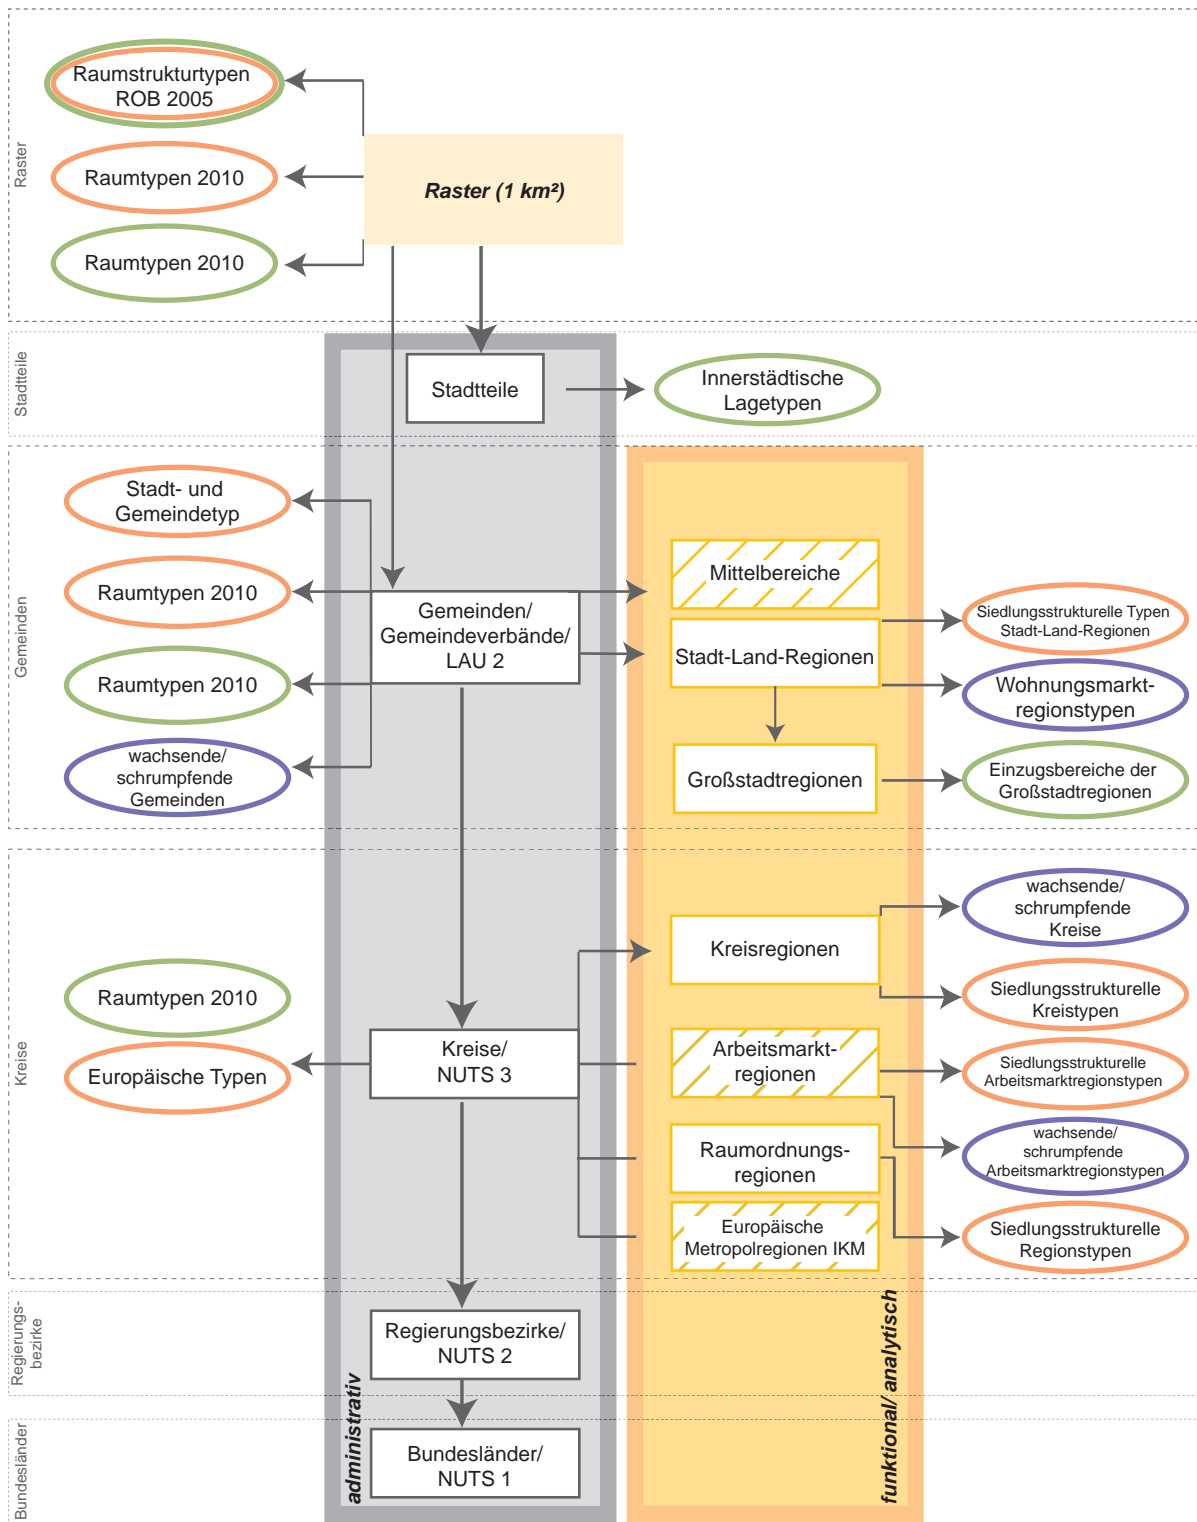 Raster
Raumstrukturtypen
ROB 2005
Raumtypen 2010
Raumtypen 2010
Raster (1 km²)
Stadtteile
Stadtteile
Innerstädtische
Lagetypen
Gemeinden
Stadt- und
Gemeindetyp
Raumtypen 2010
Raumtypen 2010
wachsende/
schrumpfende
Gemeinden
Gemeinden/
Gemeindeverbände/
LAU 2
Mittelbereiche
Stadt-Land-Regionen
Großstadtregionen
Siedlungsstrukturelle Typen
Stadt-Land-Regionen
Wohnungsmarkt-
regionstypen
Einzugsbereiche der
Großstadtregionen
Kreise
Raumtypen 2010
Europäische Typen
Kreise/
NUTS 3
Kreisregionen
Arbeitsmarkt-
regionen
Raumordnungs-
regionen
Europäische
Metropolregionen IKM
wachsende/
schrumpfende
Kreise
Siedlungsstrukturelle
Kreistypen
Siedlungsstrukturelle
Arbeitsmarktregionstypen
wachsende/
schrumpfende
Arbeitsmarktregionstypen
Siedlungsstrukturelle
Regionstypen
Regierungs-
bezirke
Regierungsbezirke/
NUTS 2
Bundesländer
Bundesländer/
NUTS 1
administrativ
funktional/ analytisch